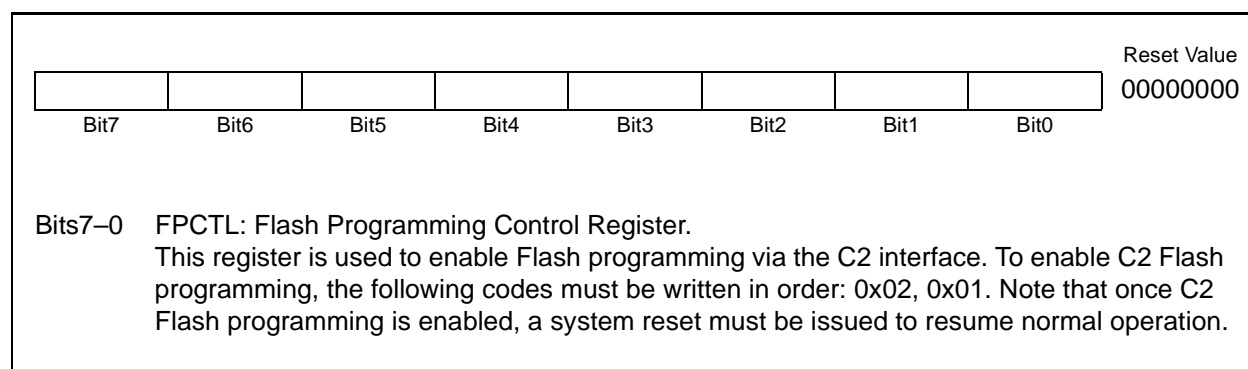 Reset Value
00000000
Bit7 Bit6 Bit5 Bit4 Bit3 Bit2 Bit1 Bit0
Bits7–0 FPCTL: Flash Programming Control Register.
This register is used to enable Flash programming via the C2 interface. To enable C2 Flash
programming, the following codes must be written in order: 0x02, 0x01. Note that once C2
Flash programming is enabled, a system reset must be issued to resume normal operation.